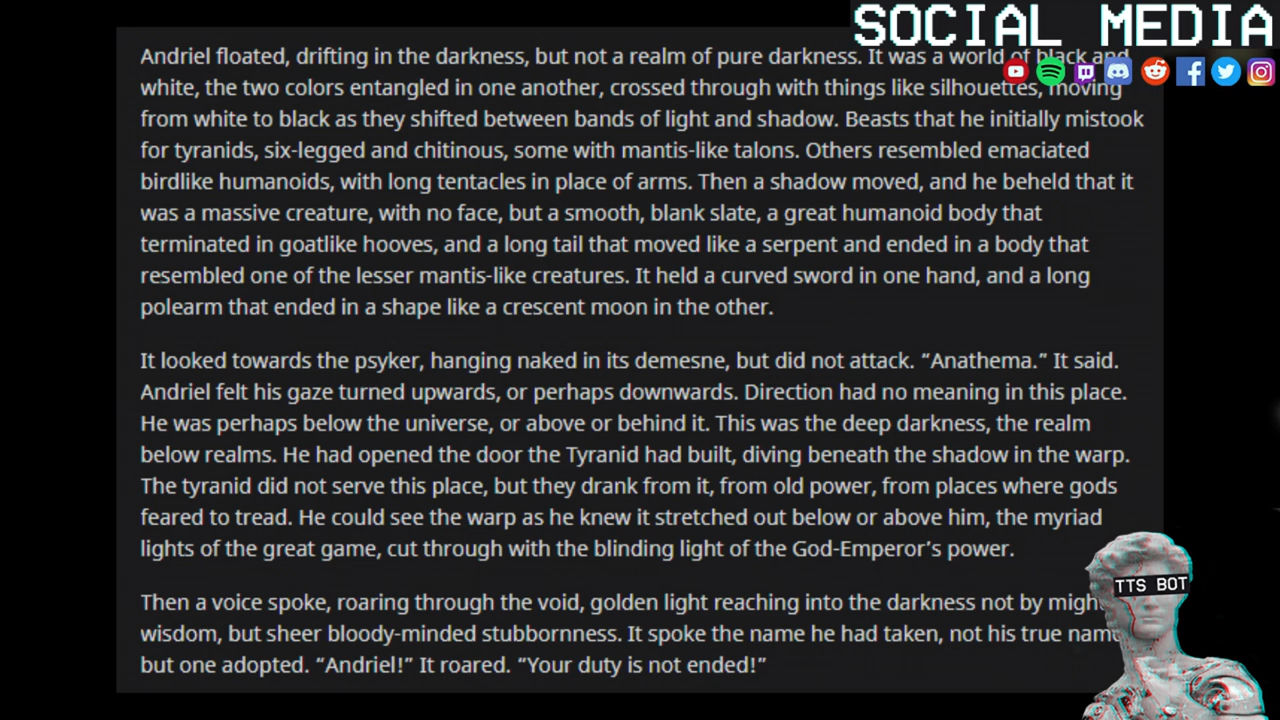 SOCIAL MEDIA
Andriel floated, drifting in the darkness, but not a realm of pure darkness. It was a world of black and
white, the two colors entangled in one another, crossed through with things like silhouettes, moving
from white to black as they shifted between bands of light and shadow. Beasts that he initially mistook
for tyranids, six-legged and chitinous, some with mantis-like talons. Others resembled emaciated
birdlike humanoids, with long tentacles in place of arms. Then a shadow moved, and he beheld that it
was a massive creature, with no face, but a smooth, blank slate, a great humanoid body that
terminated in goatlike hooves, and a long tail that moved like a serpent and ended in a body that
resembled one of the lesser mantis-like creatures. It held a curved sword in one hand, and a long
polearm that ended in a shape like a crescent moon in the other.
It looked towards the psyker, hanging naked in its demesne, but did not attack. “Anathema.” It said.
Andriel felt his gaze turned upwards, or perhaps downwards. Direction had no meaning in this place.
He was perhaps below the universe, or above or behind it. This was the deep darkness, the realm
below realms. He had opened the door the Tyranid had built, diving beneath the shadow in the warp.
The tyranid did not serve this place, but they drank from it, from old power, from places where gods
feared to tread. He could see the warp as he knew it stretched out below or above him, the myriad
lights of the great game, cut through with the blinding light of the God-Emperor’s power.
Then a voice spoke, roaring through the void, golden light reaching into the darkness not by might
wisdom, but sheer bloody-minded stubbornness. It spoke the name he had taken, not his true name
but one adopted. “Andriel!” It roared. “Your duty is not ended!”
TTS BOT